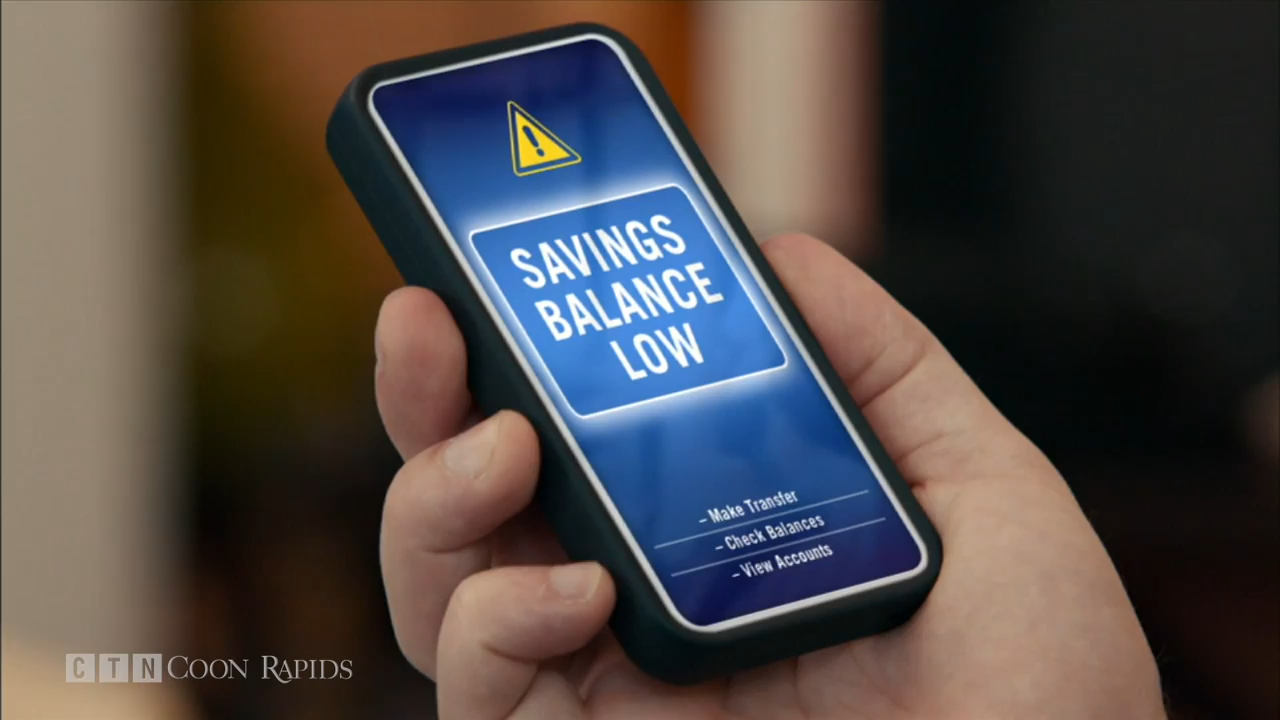 SAVINGS
BALANCE
LOW
– Make Transfer
– Check Balances
– View Accounts
CTN COON RAPIDS